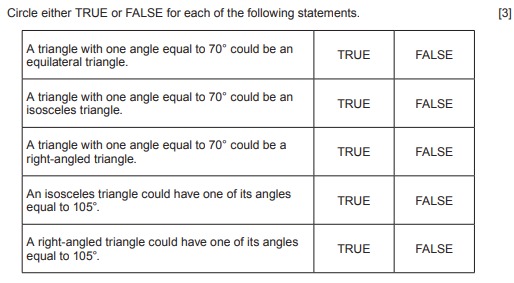 Circle either TRUE or FALSE for each of the following statements. [3]
A triangle with one angle equal to 70° could be an TRUE FALSE
equilateral triangle.
A triangle with one angle equal to 70° could be an TRUE FALSE
isosceles triangle.
A triangle with one angle equal to 70° could be a TRUE FALSE
right-angled triangle.
An isosceles triangle could have one of its angles TRUE FALSE
equal to 105°.
A right-angled triangle could have one of its angles TRUE FALSE
equal to 105°.